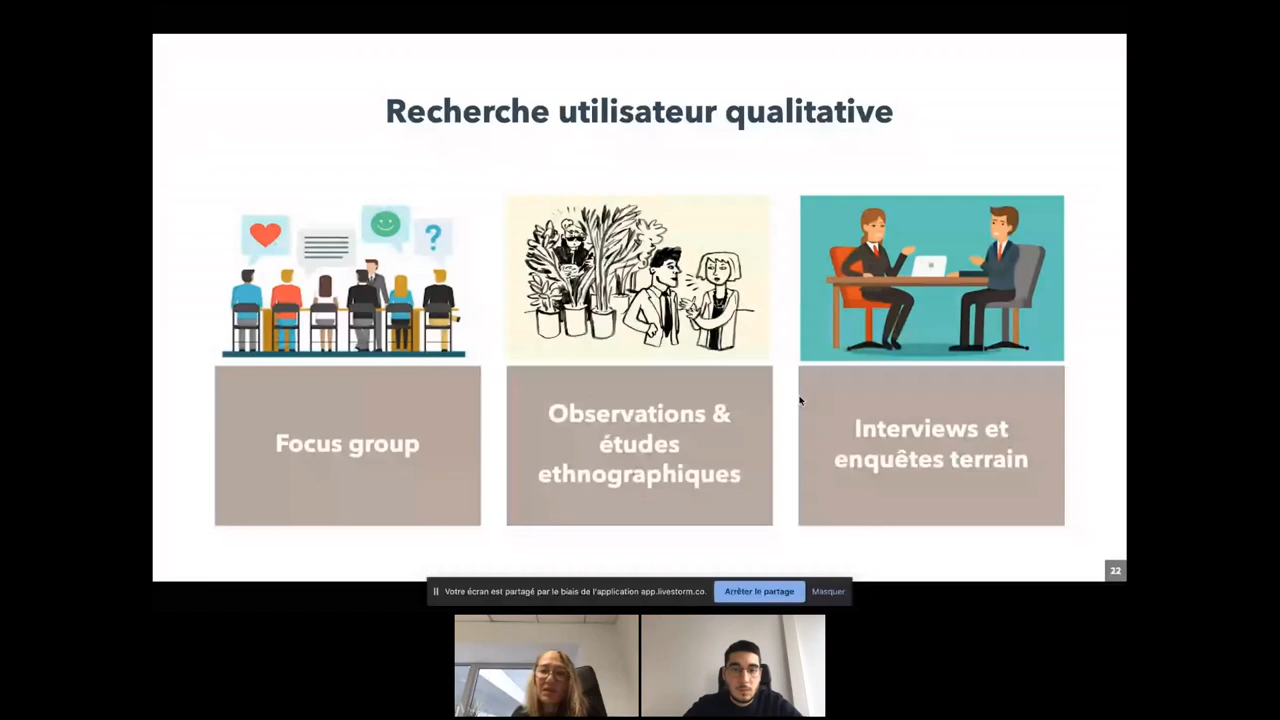 Recherche utilisateur qualitative
?
Focus group
Observations &
études
ethnographiques
Interviews et
enquêtes terrain
22
Votre écran est partagé par le biais de l'application app.livestorm.co.
Arrêter le partage
Masquer